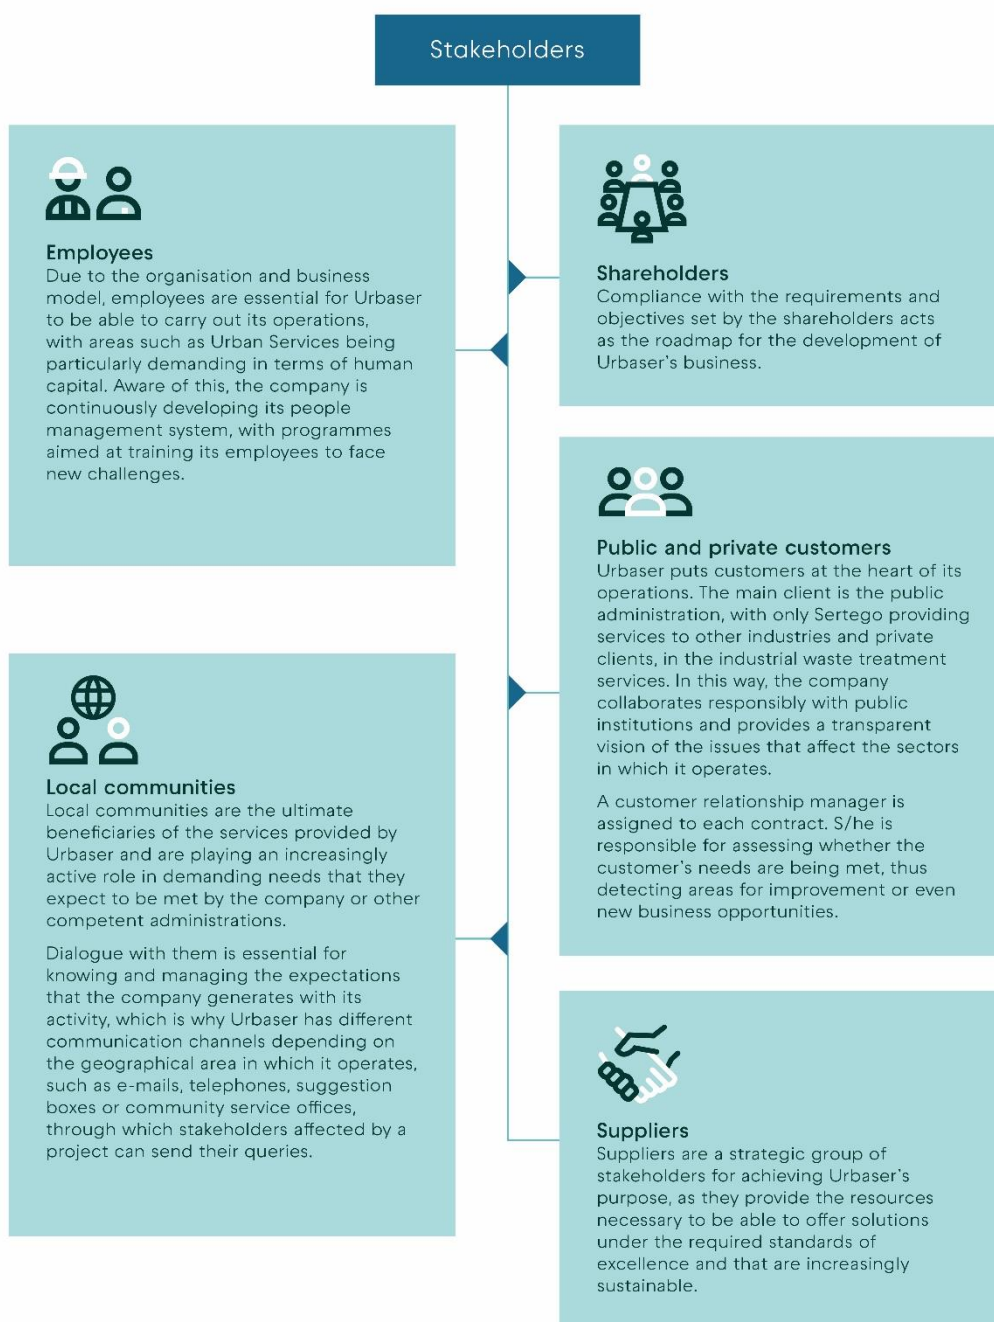 Stakeholders
Employees
Due to the organisation and business
model, employees are essential for Urbaser
to be able to carry out its operations,
with areas such as Urban Services being
particularly demanding in terms of human
capital. Aware of this, the company is
continuously developing its people
management system, with programmes
aimed at training its employees to face
new challenges.
Shareholders
Compliance with the requirements and
objectives set by the shareholders acts
as the roadmap for the development of
Urbaser's business.
Public and private customers
Urbaser puts customers at the heart of its
operations. The main client is the public
administration, with only Sertego providing
services to other industries and private
clients, in the industrial waste treatment
services. In this way, the company
collaborates responsibly with public
institutions and provides a transparent
vision of the issues that affect the sectors
in which it operates.
A customer relationship manager is
assigned to each contract. S/he is
responsible for assessing whether the
customer's needs are being met, thus
detecting areas for improvement or even
new business opportunities.
Local communities
Local communities are the ultimate
beneficiaries of the services provided by
Urbaser and are playing an increasingly
active role in demanding needs that they
expect to be met by the company or other
competent administrations.
Dialogue with them is essential for
knowing and managing the expectations
that the company generates with its
activity, which is why Urbaser has different
communication channels depending on
the geographical area in which it operates,
such as e-mails, telephones, suggestion
boxes or community service offices,
through which stakeholders affected by a
project can send their queries.
Suppliers
Suppliers are a strategic group of
stakeholders for achieving Urbaser's
purpose, as they provide the resources
necessary to be able to offer solutions
under the required standards of
excellence and that are increasingly
sustainable.